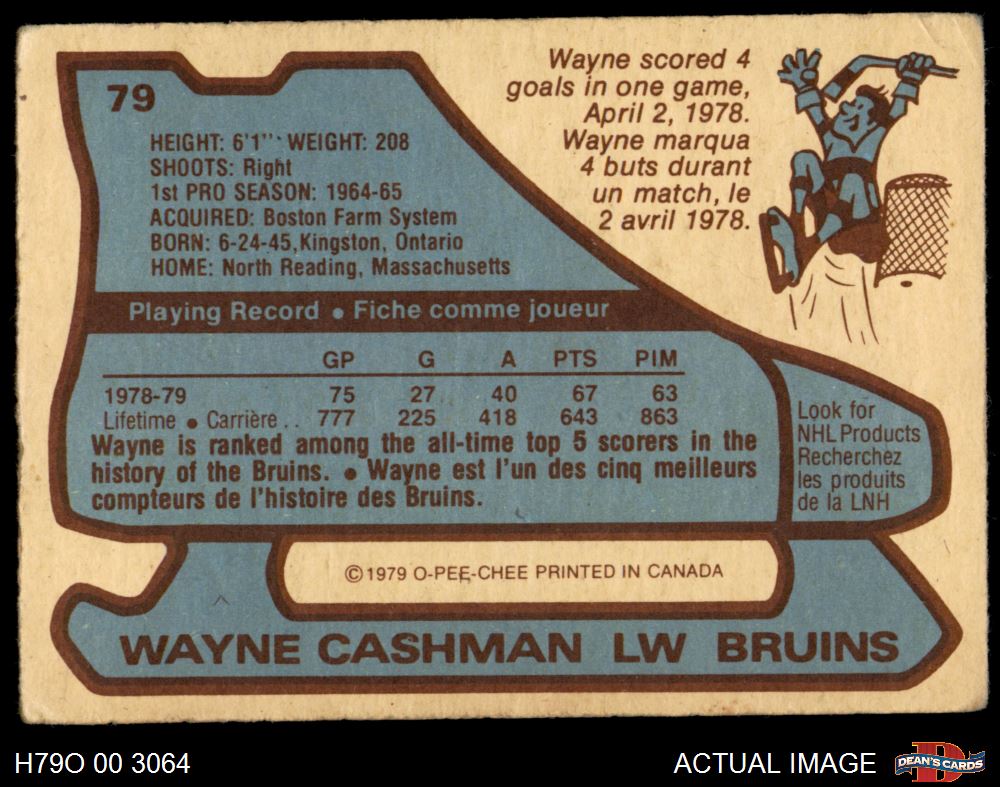 79
HEIGHT: 6'1" WEIGHT: 208
SHOOTS: Right
1st PRO SEASON: 1964-65
ACQUIRED: Boston Farm System
BORN: 6-24-45, Kingston, Ontario
HOME: North Reading, Massachusetts
Wayne scored 4
goals in one game,
April 2, 1978.
Wayne marqua
4 buts durant
un match, le
2 avril 1978.
Playing Record • Fiche comme joueur
GP G A PTS PIM
1978-79 75 27 40 67 63
Lifetime • Carrière .. 777 225 418 643 863
Wayne is ranked among the all-time top 5 scorers in the
history of the Bruins. • Wayne est l'un des cinq meilleurs
compteurs de l'histoire des Bruins.
Look for
NHL Products
Recherchez
les produits
de la LNH
©1979 O-PEE-CHEE PRINTED IN CANADA
WAYNE CASHMAN LW BRUINS
H79O 00 3064
ACTUAL IMAGE
D
DEAN'S CARDS